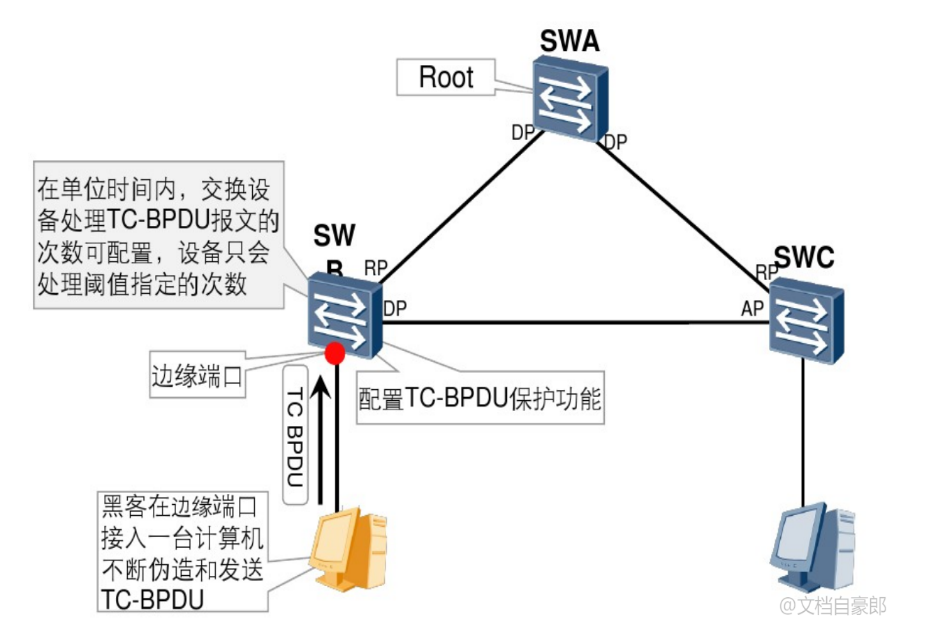 SWA
Root
DP
DP
在单位时间内，交换设
备处理TC-BPDU报文的
次数可配置，设备只会
处理阈值指定的次数
SW
B
RP
DP
SWC
RP
AP
边缘端口
配置TC-BPDU保护功能
TC BPDU
黑客在边缘端口
接入一台计算机
不断伪造和发送
TC-BPDU
@文档自豪郎